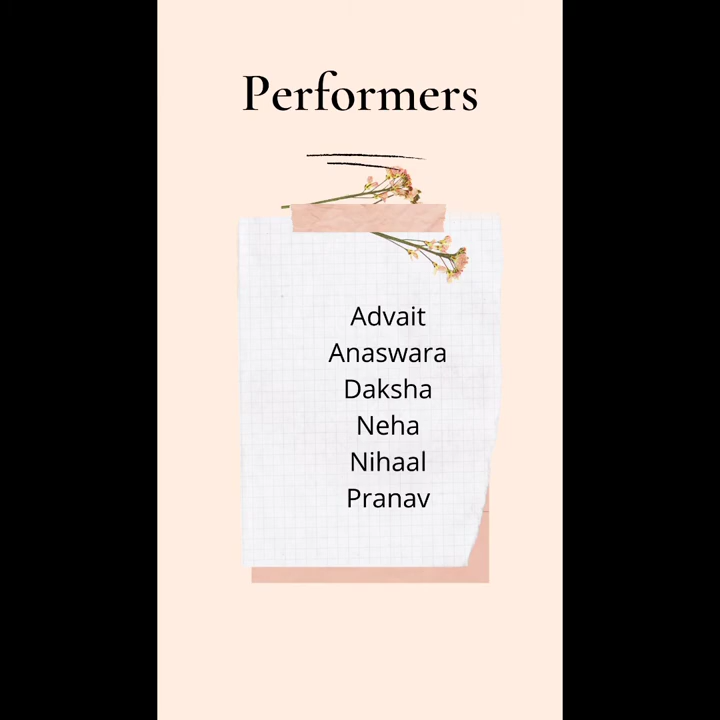 Performers
Advait
Anaswara
Daksha
Neha
Nihaal
Pranav